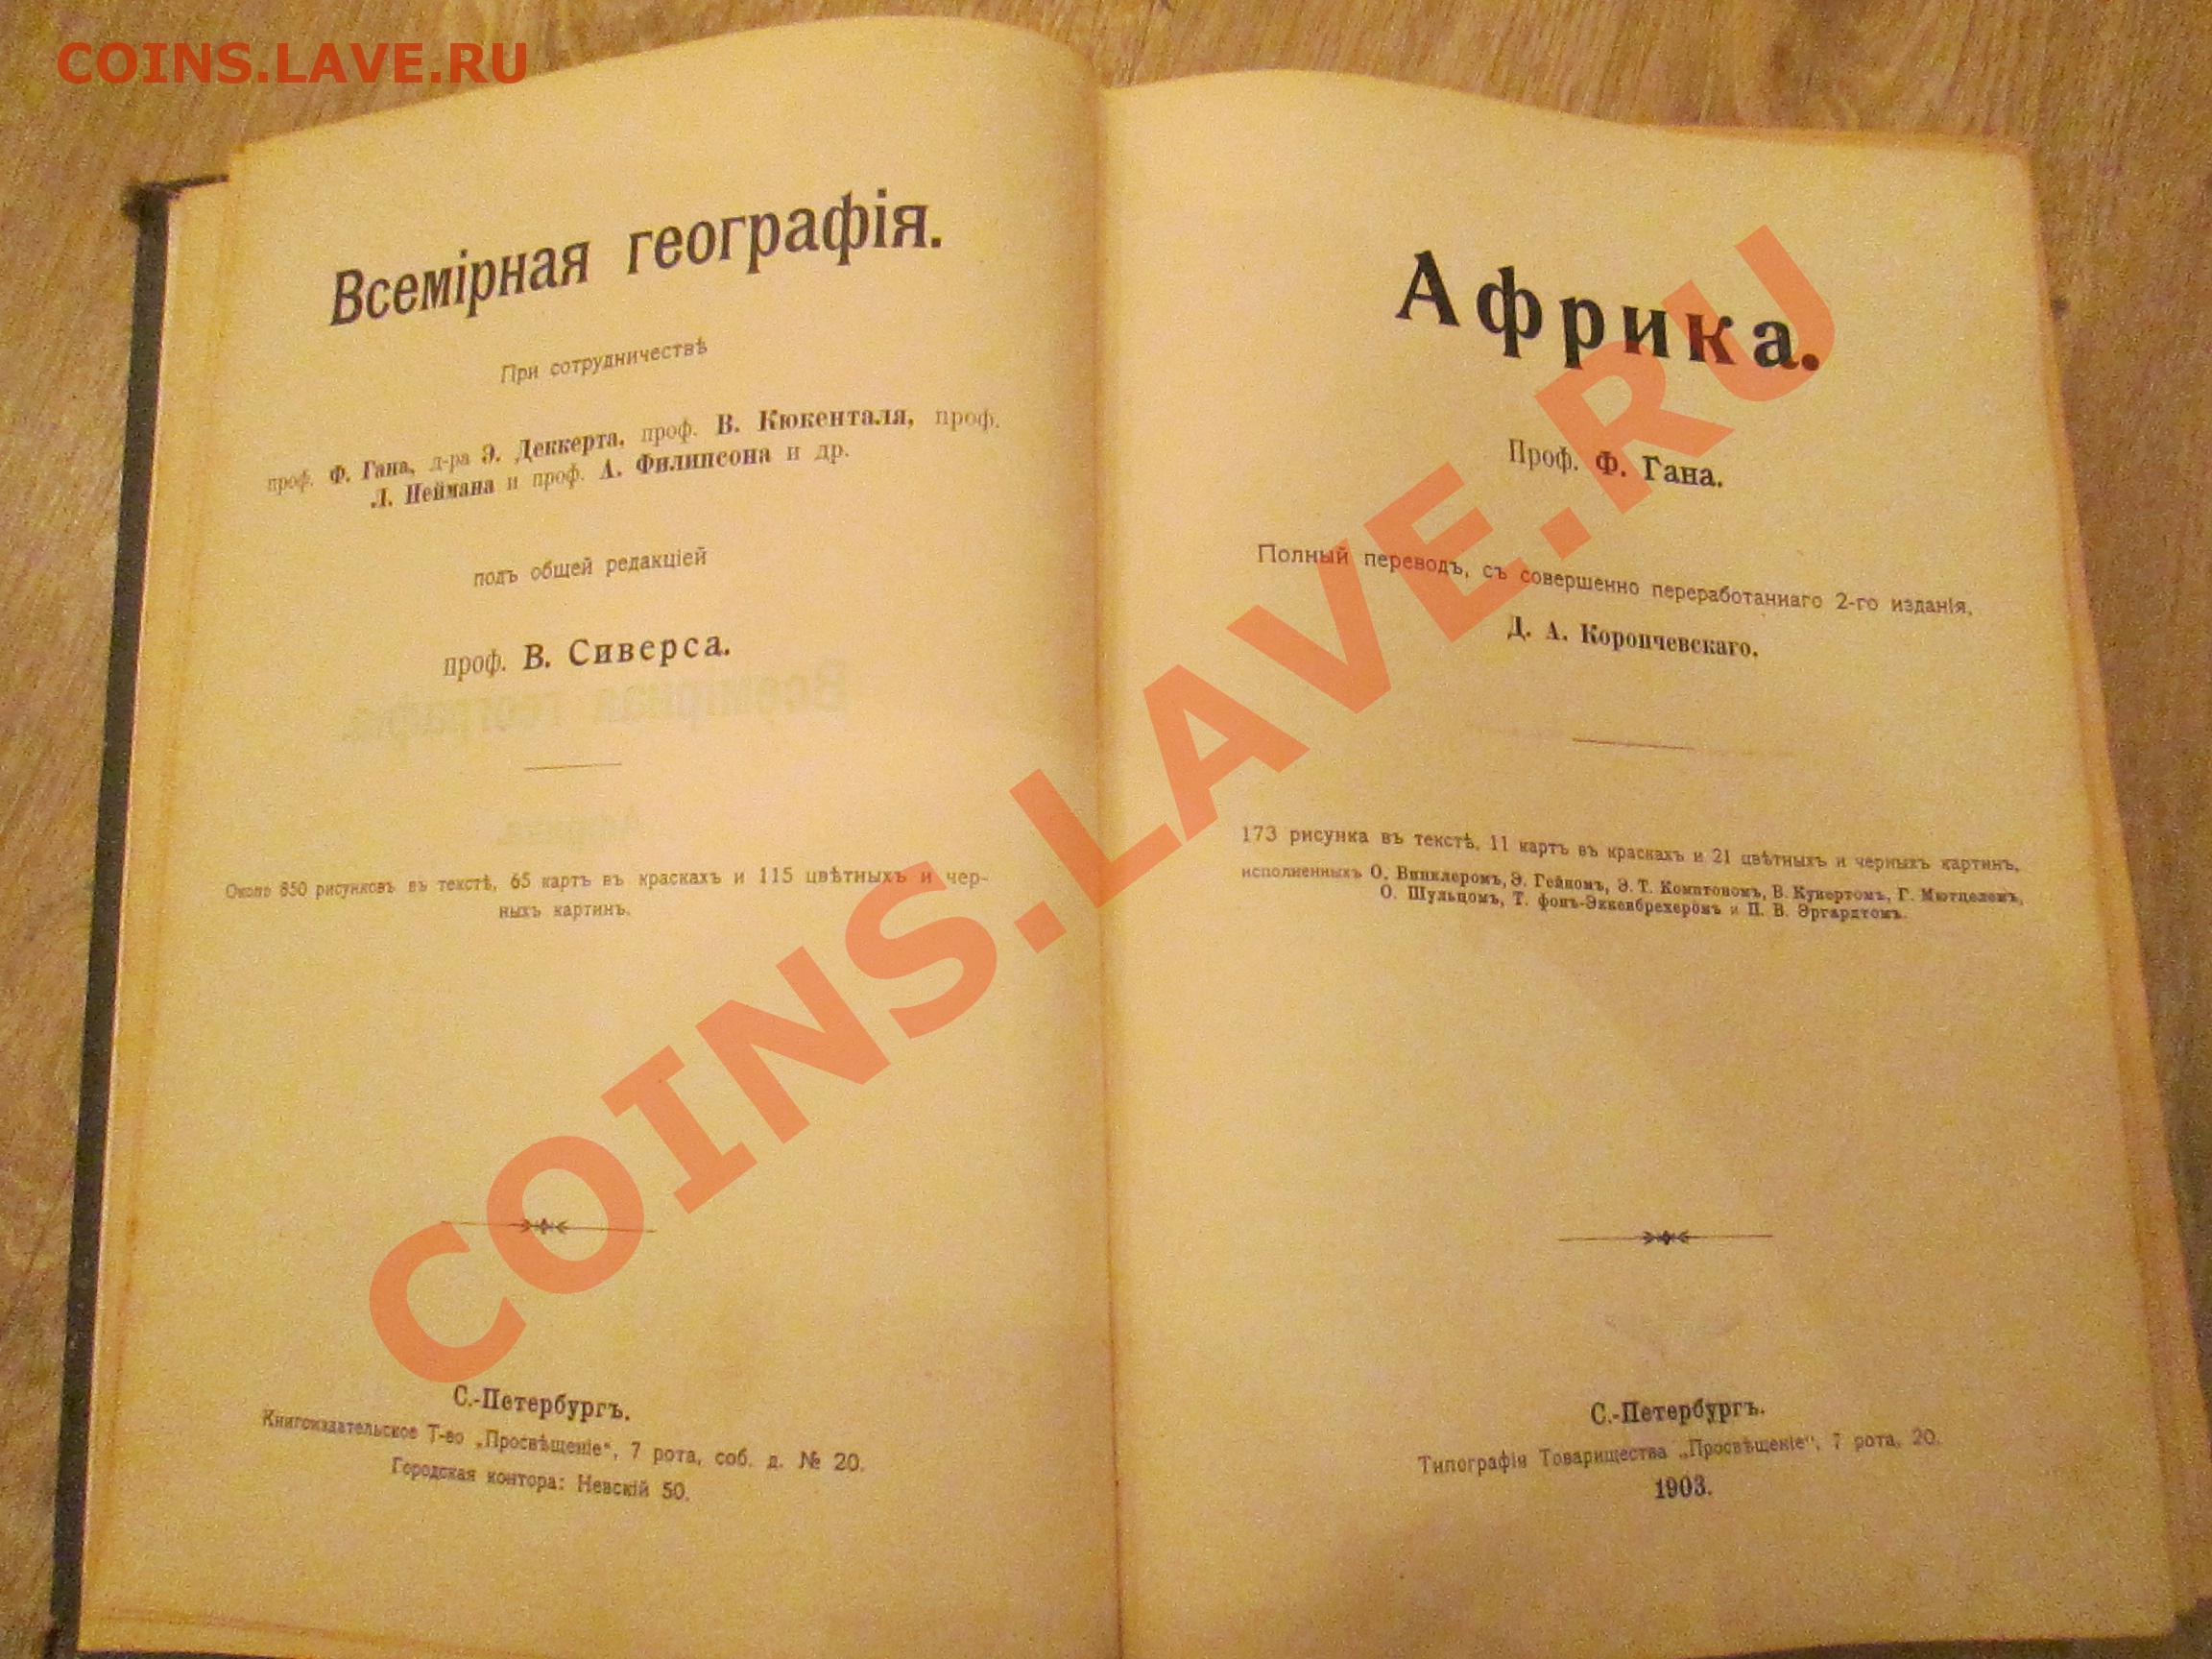 COINS.LAVE.RU
Всемірная географія.
При сотрудничествѣ
проф. Ф. Гана, д-ра Э. Деккерта, проф. В. Кюкенталя, проф.
Л. Неймана и проф. А. Филипсона и др.
подъ общей редакціей
проф. В. Сиверса.
Около 850 рисунковъ въ текстѣ, 65 картъ въ краскахъ и 115 цвѣтныхъ и чер-
ныхъ картинъ.
С.-Петербургъ.
Книгоиздательское Т-во „Просвѣщеніе“, 7 рота, соб. д. № 20.
Городская контора: Невскій 50.
Африка.
Проф. Ф. Гана.
Полный переводъ, съ совершенно переработаннаго 2-го изданія,
Д. А. Коропчевскаго.
173 рисунка въ текстѣ, 11 картъ въ краскахъ и 21 цвѣтныхъ и черныхъ картинъ,
исполненныхъ О. Винклеромъ, Э. Гейномъ, Э. Т. Комптономъ, В. Кунертомъ, Г. Мютцелемъ,
О. Шульцомъ, Т. фонъ-Эккенбрехеромъ и П. В. Эргардтомъ.
С.-Петербургъ.
Типографія Товарищества „Просвѣщеніе“, 7 рота, 20.
1903.
COINS.LAVE.RU